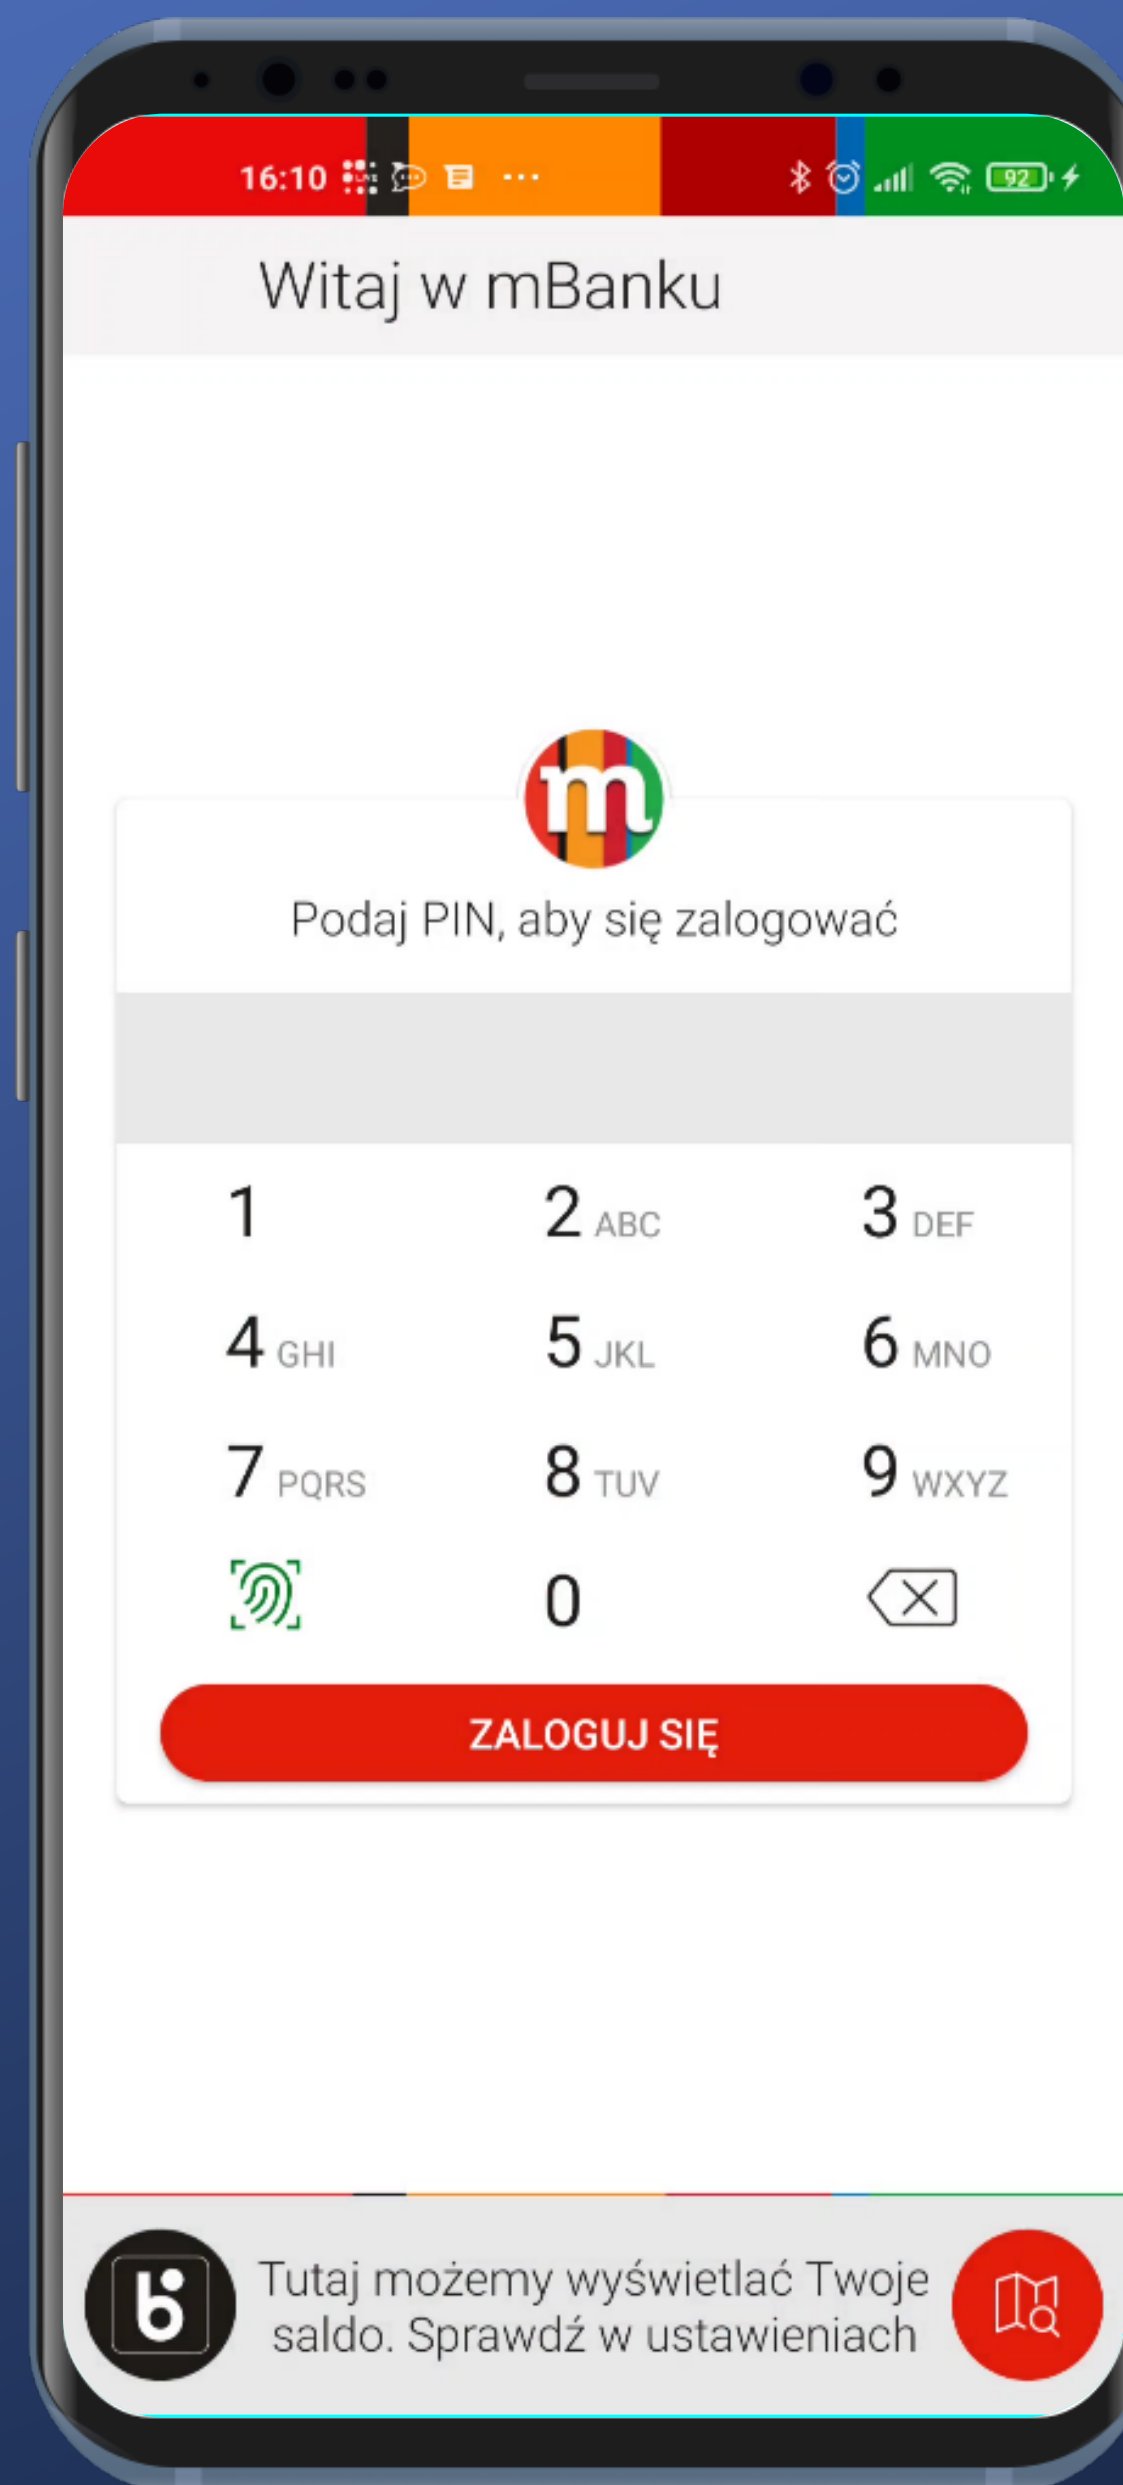 16:10 92
Witaj w mBanku
m
Podaj PIN, aby się zalogować
1 2 ABC 3 DEF
4 GHI 5 JKL 6 MNO
7 PQRS 8 TUV 9 WXYZ
0
ZALOGUJ SIĘ
Tutaj możemy wyświetlać Twoje
saldo. Sprawdź w ustawieniach